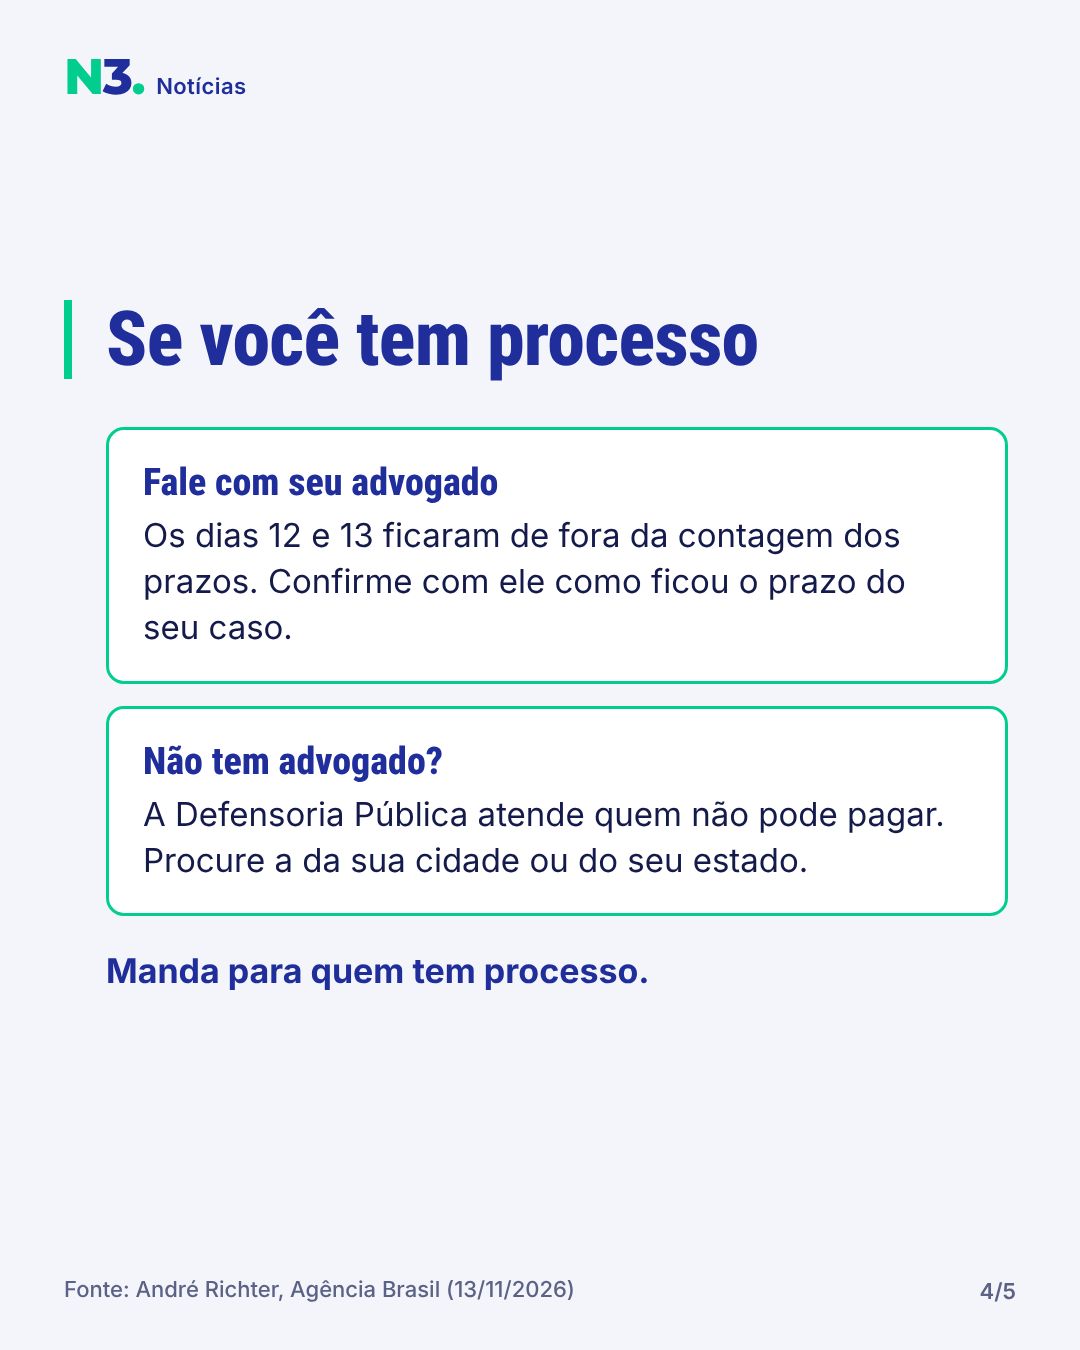 N3. Notícias
Se você tem processo
Fale com seu advogado
Os dias 12 e 13 ficaram de fora da contagem dos
prazos. Confirme com ele como ficou o prazo do
seu caso.
Não tem advogado?
A Defensoria Pública atende quem não pode pagar.
Procure a da sua cidade ou do seu estado.
Manda para quem tem processo.
Fonte: André Richter, Agência Brasil (13/11/2026)
4/5